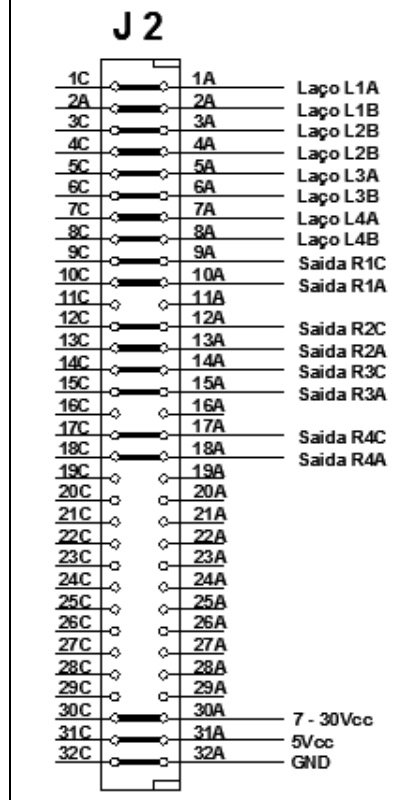 J 2
1C 1A Laço L1A
2A 2A Laço L1B
3C 3A Laço L2B
4C 4A Laço L2B
5C 5A Laço L3A
6C 6A Laço L3B
7C 7A Laço L4A
8C 8A Laço L4B
9C 9A Saida R1C
10C 10A Saida R1A
11C 11A
12C 12A Saida R2C
13C 13A Saida R2A
14C 14A Saida R3C
15C 15A Saida R3A
16C 16A
17C 17A Saida R4C
18C 18A Saida R4A
19C 19A
20C 20A
21C 21A
22C 22A
23C 23A
24C 24A
25C 25A
26C 26A
27C 27A
28C 28A
29C 29A
30C 30A 7 - 30Vcc
31C 31A 5Vcc
32C 32A GND